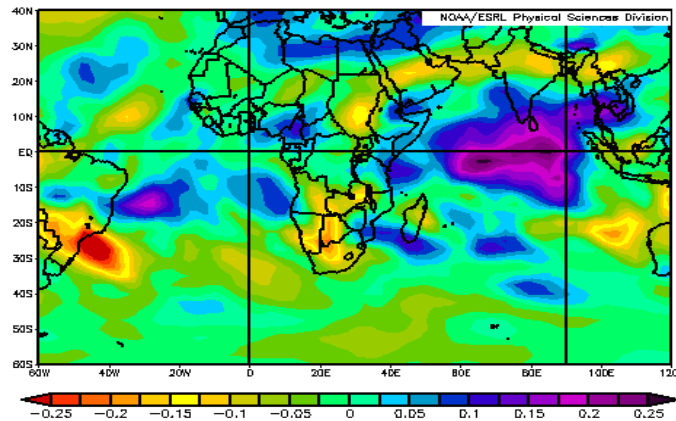 NOAA/ESRL Physical Sciences Division
40N
30N
20N
10N
EQ
10S
20S
30S
40S
50S
60S
60W 40W 20W 0 20E 40E 60E 80E 100E 120E
-0.25 -0.2 -0.15 -0.1 -0.05 0 0.05 0.1 0.15 0.2 0.25